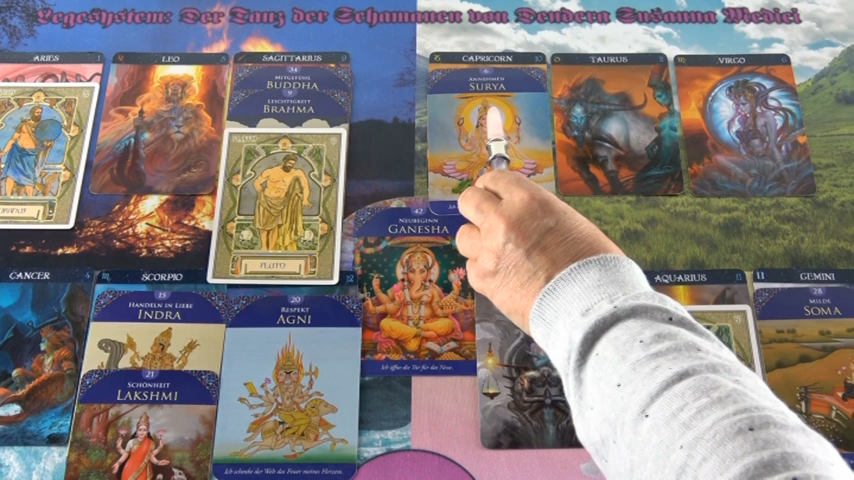 Legesystem: Der Tanz der Schamanen von Dendera Susanna Medici
ARIES
LEO
SAGITTARIUS
34
MITGEFÜHL
BUDDHA
9
LEICHTIGKEIT
BRAHMA
PLUTO
CAPRICORN
6
ANNEHMEN
SURYA
TAURUS
VIRGO
42
NEUBEGINN
GANESHA
Ich öffne die Tür für das Neue.
CANCER
SCORPIO
15
HANDELN IN LIEBE
INDRA
21
SCHÖNHEIT
LAKSHMI
20
RESPEKT
AGNI
Ich schenke der Welt das Feuer meines Herzens.
AQUARIUS
GEMINI
28
MILDE
SOMA